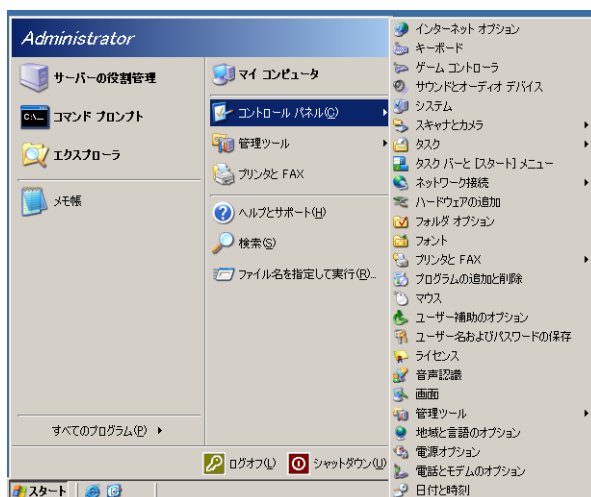 Administrator
サーバーの役割管理
コマンド プロンプト
エクスプローラ
メモ帳
すべてのプログラム(P)
マイ コンピュータ
コントロール パネル(C)
管理ツール
プリンタと FAX
ヘルプとサポート(H)
検索(S)
ファイル名を指定して実行(R)...
ログオフ(L)
シャットダウン(U)
スタート
インターネット オプション
キーボード
ゲーム コントローラ
サウンドとオーディオ デバイス
システム
スキャナとカメラ
タスク
タスク バーと [スタート] メニュー
ネットワーク接続
ハードウェアの追加
フォルダ オプション
フォント
プリンタと FAX
プログラムの追加と削除
マウス
ユーザー補助のオプション
ユーザー名およびパスワードの保存
ライセンス
音声認識
画面
管理ツール
地域と言語のオプション
電源オプション
電話とモデムのオプション
日付と時刻